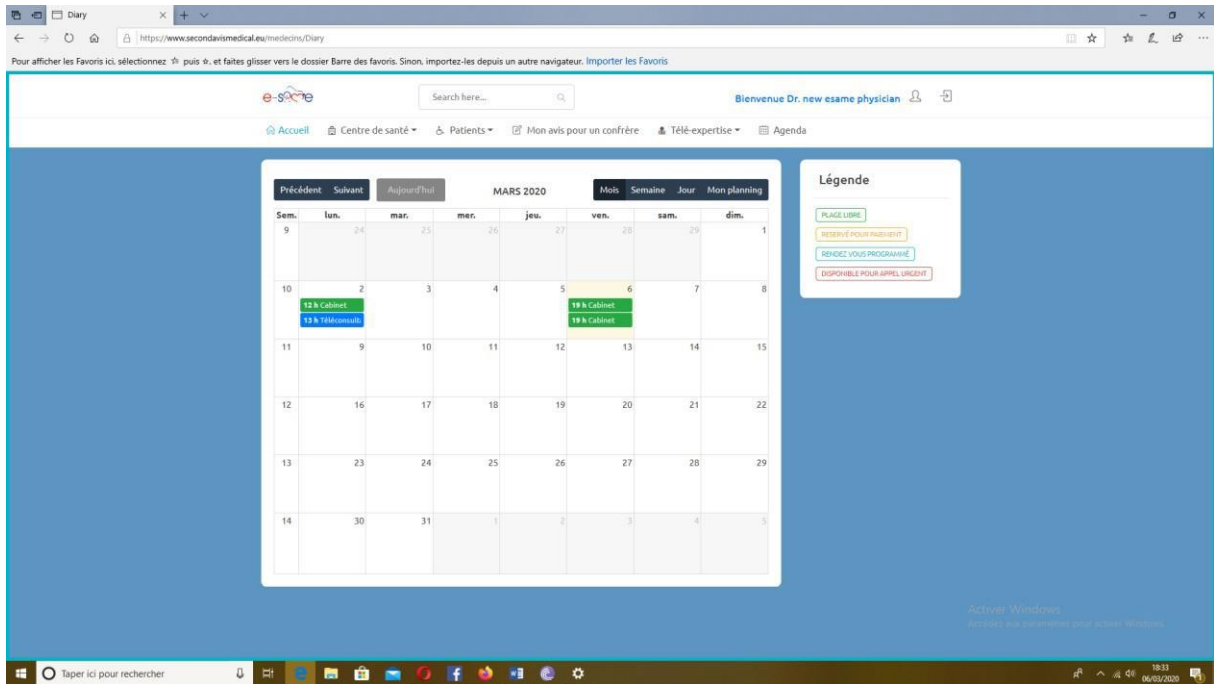 Diary
https://www.secondavismedical.eu/medecins/Diary
Pour afficher les Favoris ici, sélectionnez puis , et faites glisser vers le dossier Barre des favoris. Sinon, importez-les depuis un autre navigateur. Importer les Favoris
e-same
Search here...
Bienvenue Dr. new esame physician
Accueil Centre de santé Patients Mon avis pour un confrère Télé-expertise Agenda
Précédent Suivant Aujourd'hui MARS 2020 Mois Semaine Jour Mon planning
Sem. lun. mar. mer. jeu. ven. sam. dim.
9 24 25 26 27 28 29 1
10 2 3 4 5 6 7 8
12 h Cabinet 19 h Cabinet
13 h Téléconsult 19 h Cabinet
11 9 10 11 12 13 14 15
12 16 17 18 19 20 21 22
13 23 24 25 26 27 28 29
14 30 31 1 2 3 4 5
Légende
PLAGE LIBRE
RESERVÉ POUR PAIEMENT
RENDEZ VOUS PROGRAMMÉ
DISPONIBLE POUR APPEL URGENT
Activer Windows
Accédez aux paramètres pour activer Windows.
Taper ici pour rechercher
18:33
06/03/2020